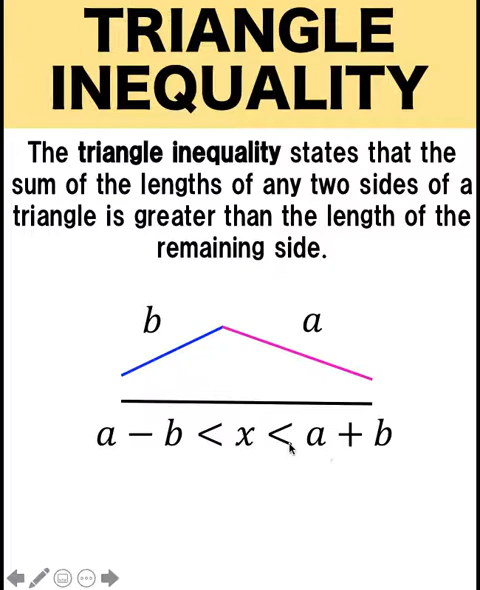 TRIANGLE
INEQUALITY
The triangle inequality states that the
sum of the lengths of any two sides of a
triangle is greater than the length of the
remaining side.
b a
a − b < x < a + b